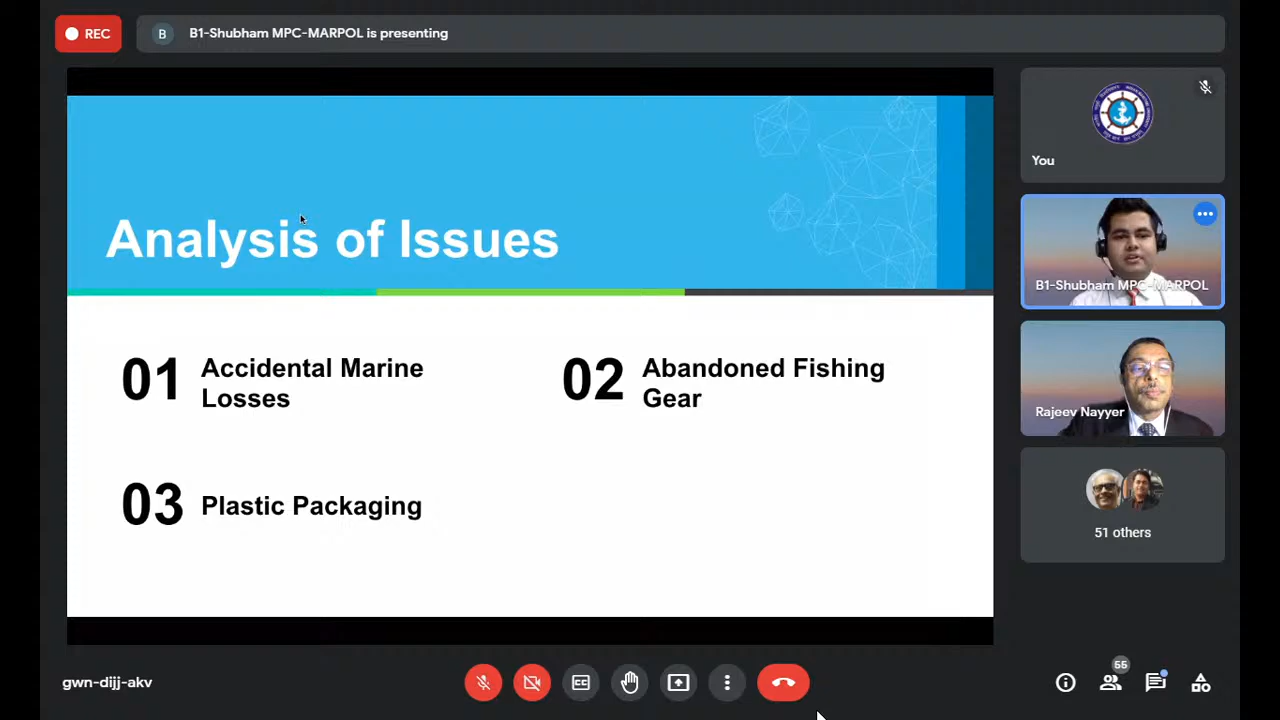 REC
B
B1-Shubham MPC-MARPOL is presenting
Analysis of Issues
01
Accidental Marine
Losses
02
Abandoned Fishing
Gear
03
Plastic Packaging
You
B1-Shubham MPC-MARPOL
Rajeev Nayyer
51 others
gwn-dijj-akv
CC
55